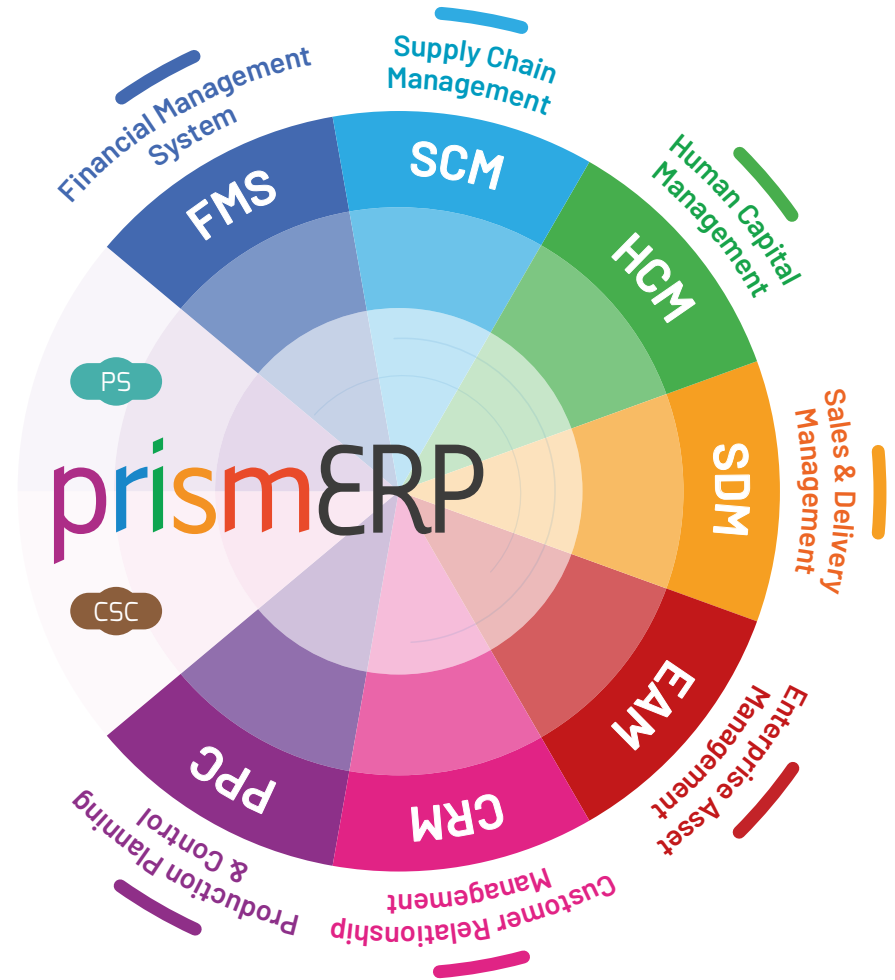 Financial Management
System
FMS
Supply Chain
Management
SCM
Human Capital
Management
HCM
Sales & Delivery
Management
SDM
Enterprise Asset
Management
EAM
Customer Relationship
Management
CRM
Production Planning
& Control
PPC
PS
prismERP
CSC